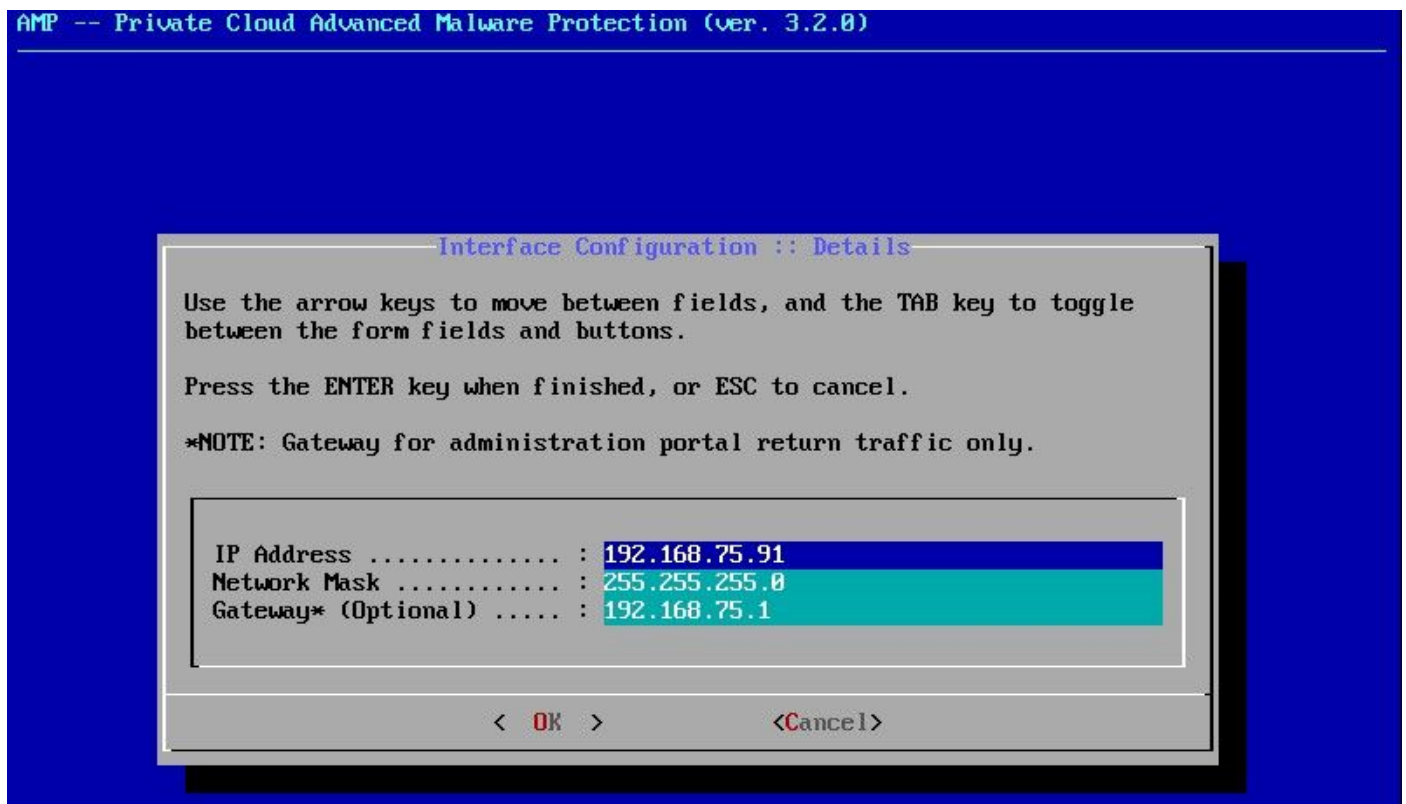 AMP -- Private Cloud Advanced Malware Protection (ver. 3.2.0)
Interface Configuration :: Details
Use the arrow keys to move between fields, and the TAB key to toggle
between the form fields and buttons.
Press the ENTER key when finished, or ESC to cancel.
*NOTE: Gateway for administration portal return traffic only.
IP Address .............. : 192.168.75.91
Network Mask ............ : 255.255.255.0
Gateway* (Optional) ..... : 192.168.75.1
< OK > <Cancel>